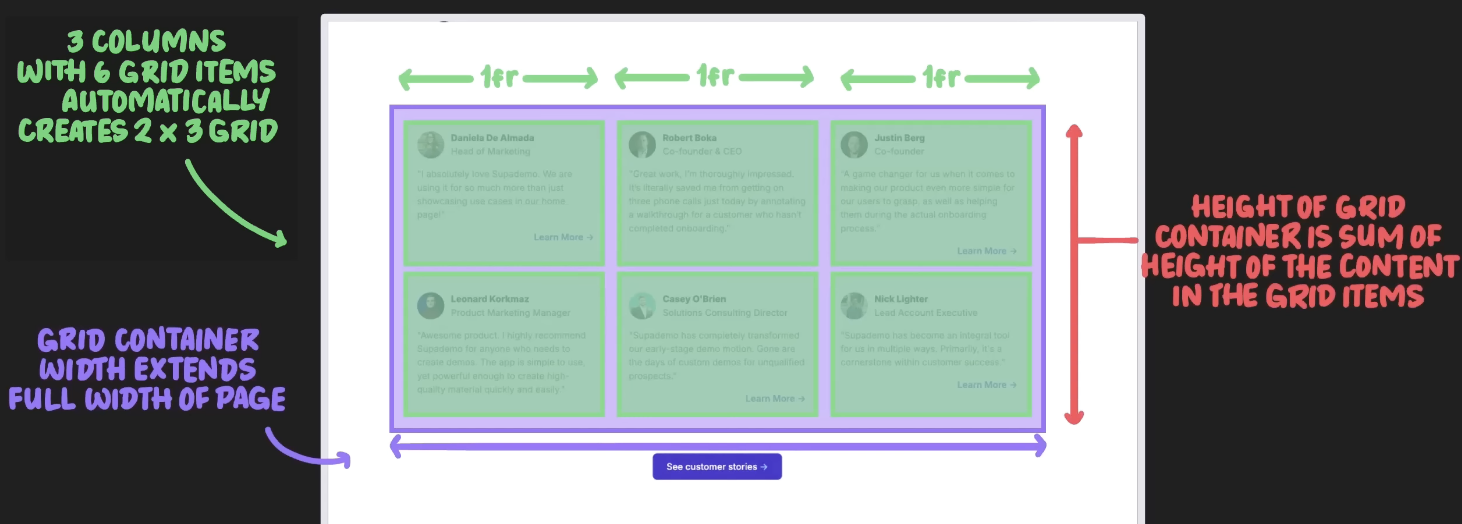 3 COLUMNS
WITH 6 GRID ITEMS
AUTOMATICALLY
CREATES 2 x 3 GRID
GRID CONTAINER
WIDTH EXTENDS
FULL WIDTH OF PAGE
1fr
1fr
1fr
Daniela De Almada
Head of Marketing
"I absolutely love Supademo. We are
using it for so much more than just
showcasing use cases in our home
page!"
Learn More →
Robert Boka
Co-founder & CEO
"Great work, I'm thoroughly impressed.
It's literally saved me from getting on
three phone calls just today by annotating
a walkthrough for a customer who hasn't
completed onboarding."
Justin Berg
Co-founder
"A game changer for us when it comes to
making our product even more simple for
our users to grasp; as well as helping
them during the actual onboarding
process."
Learn More →
Leonard Korkmaz
Product Marketing Manager
"Awesome product. I highly recommend
Supademo for anyone who needs to
create demos. The app is simple to use,
yet powerful enough to create high-
quality material quickly and easily."
Casey O'Brien
Solutions Consulting Director
"Supademo has completely transformed
our early-stage demo motion. Gone are
the days of custom demos for unqualified
prospects."
Learn More →
Nick Lighter
Lead Account Executive
"Supademo has become an integral tool
for us in multiple ways. Primarily, it's a
cornerstone within customer success."
Learn More →
See customer stories →
HEIGHT OF GRID
CONTAINER IS SUM OF
HEIGHT OF THE CONTENT
IN THE GRID ITEMS